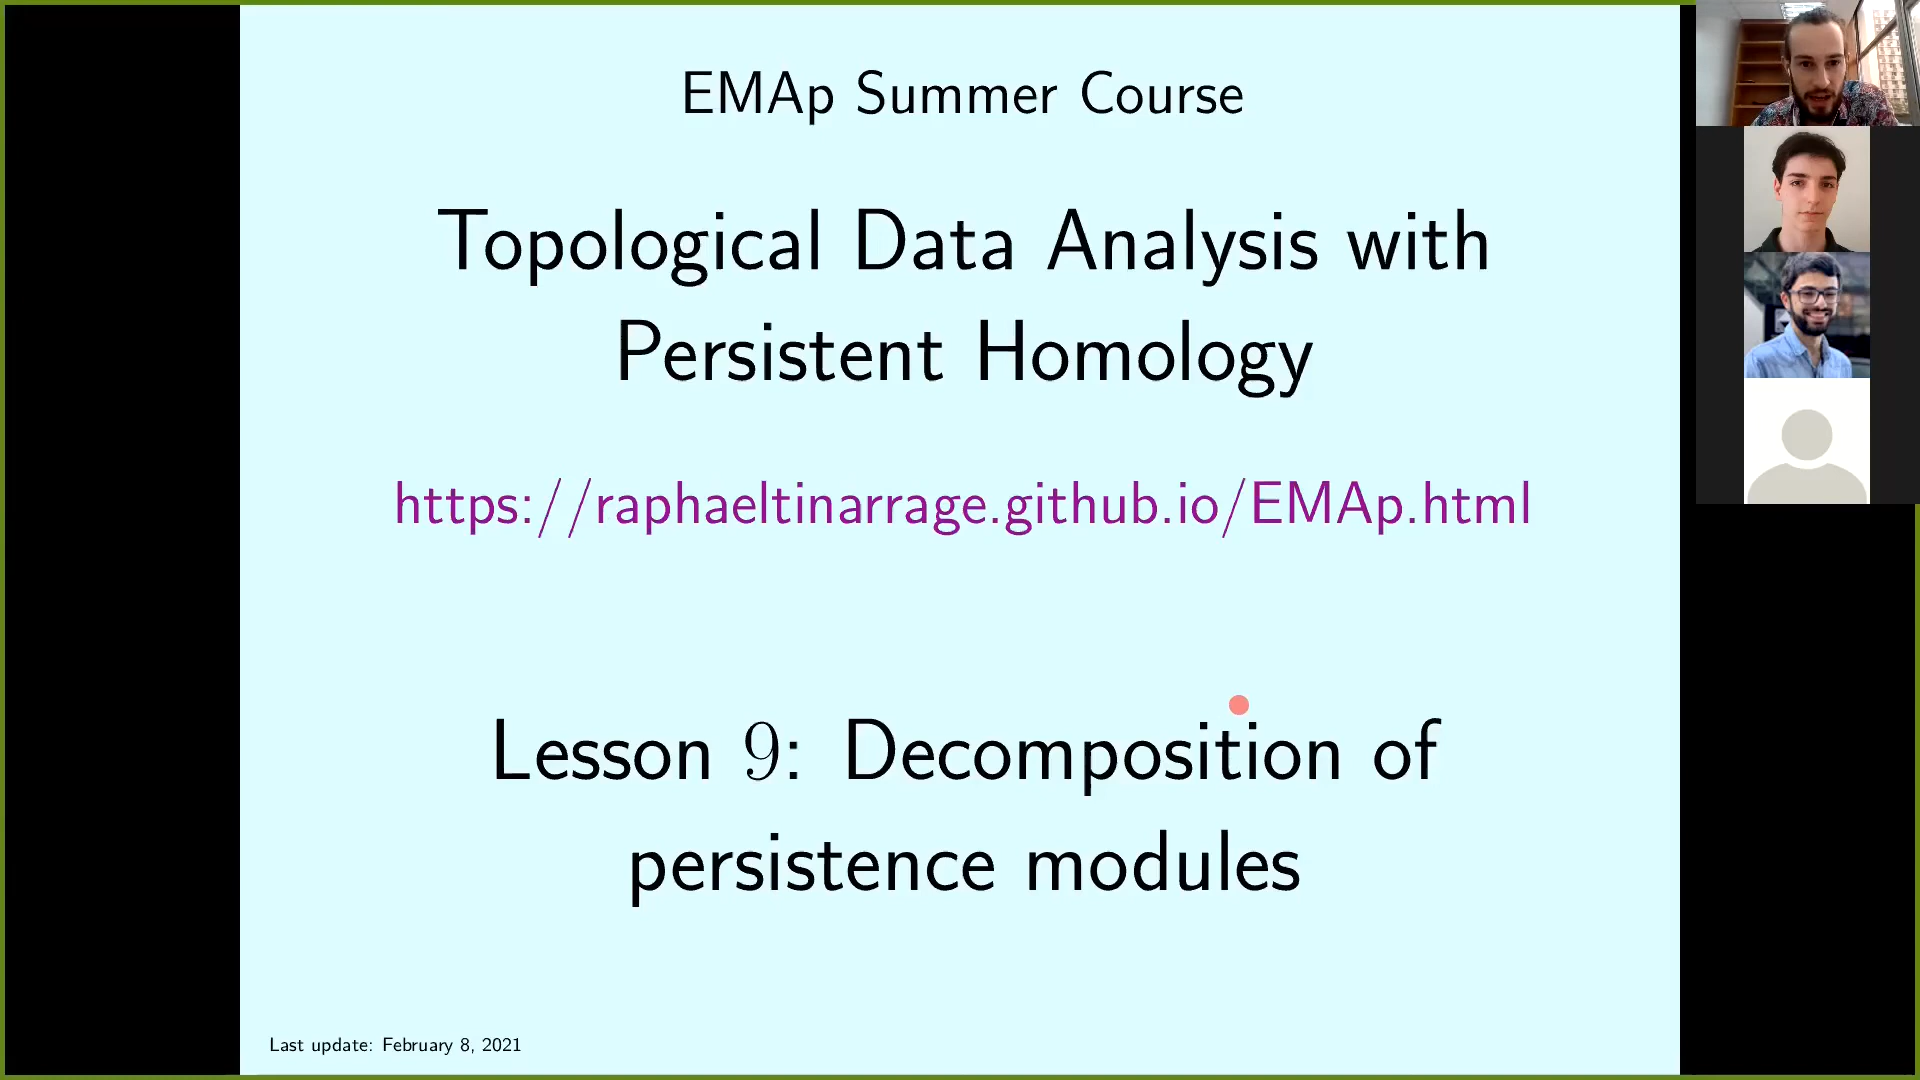 EMAp Summer Course
Topological Data Analysis with
Persistent Homology
https://raphaeltinarrage.github.io/EMAp.html
Lesson 9: Decomposition of
persistence modules
Last update: February 8, 2021